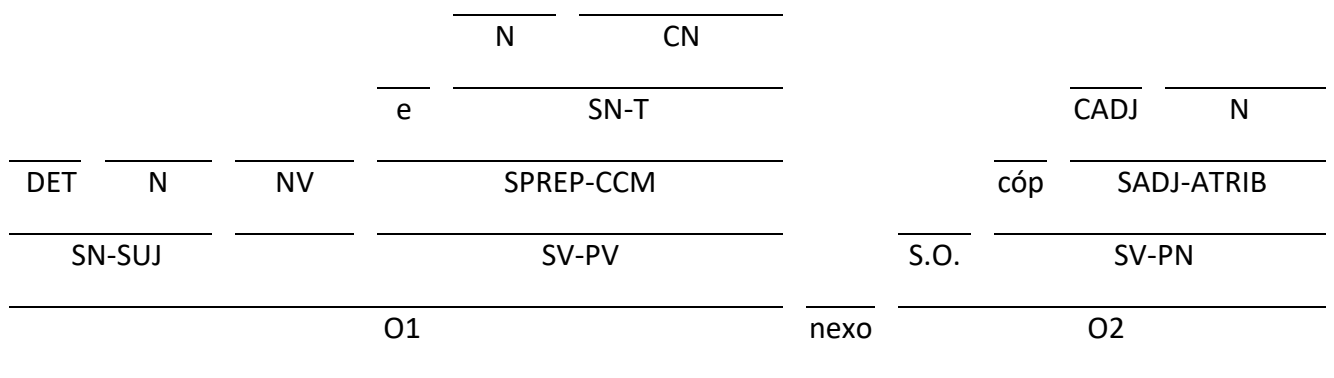 N CN
e SN-T CADJ N
DET N NV SPREP-CCM cóp SADJ-ATRIB
SN-SUJ SV-PV S.O. SV-PN
O1 nexo O2